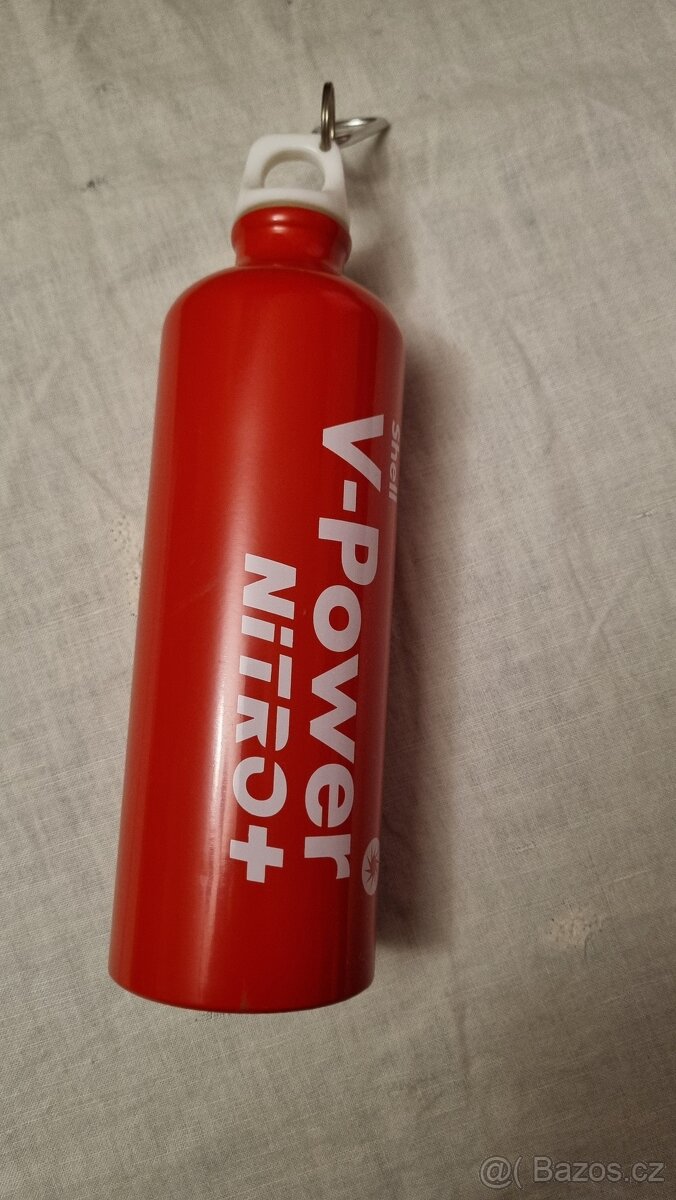 Shell
V-Power
NiTRO+
@( Bazos.cz